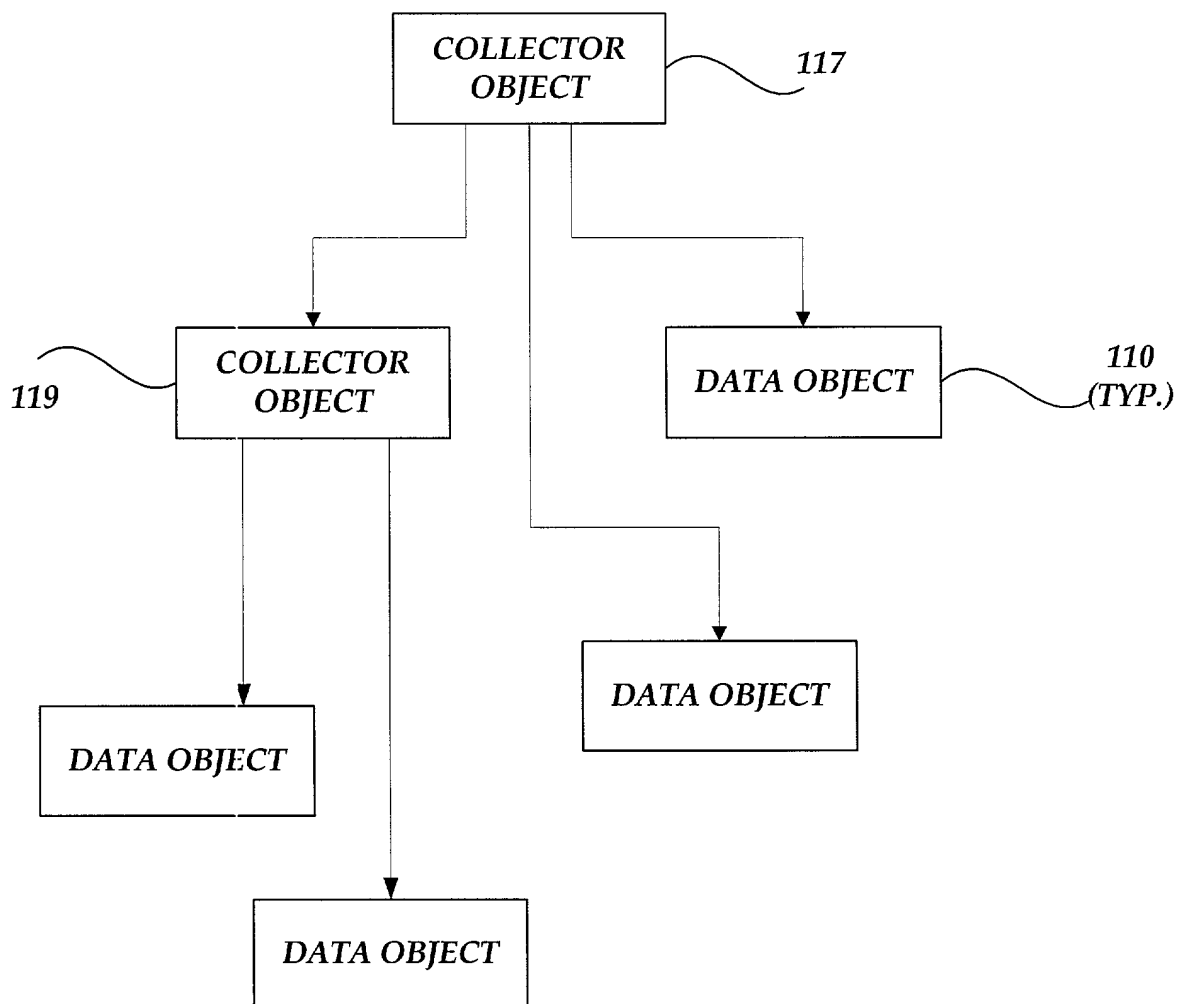 COLLECTOR
OBJECT
117
COLLECTOR
OBJECT
119
DATA OBJECT
110
(TYP.)
DATA OBJECT
DATA OBJECT
DATA OBJECT